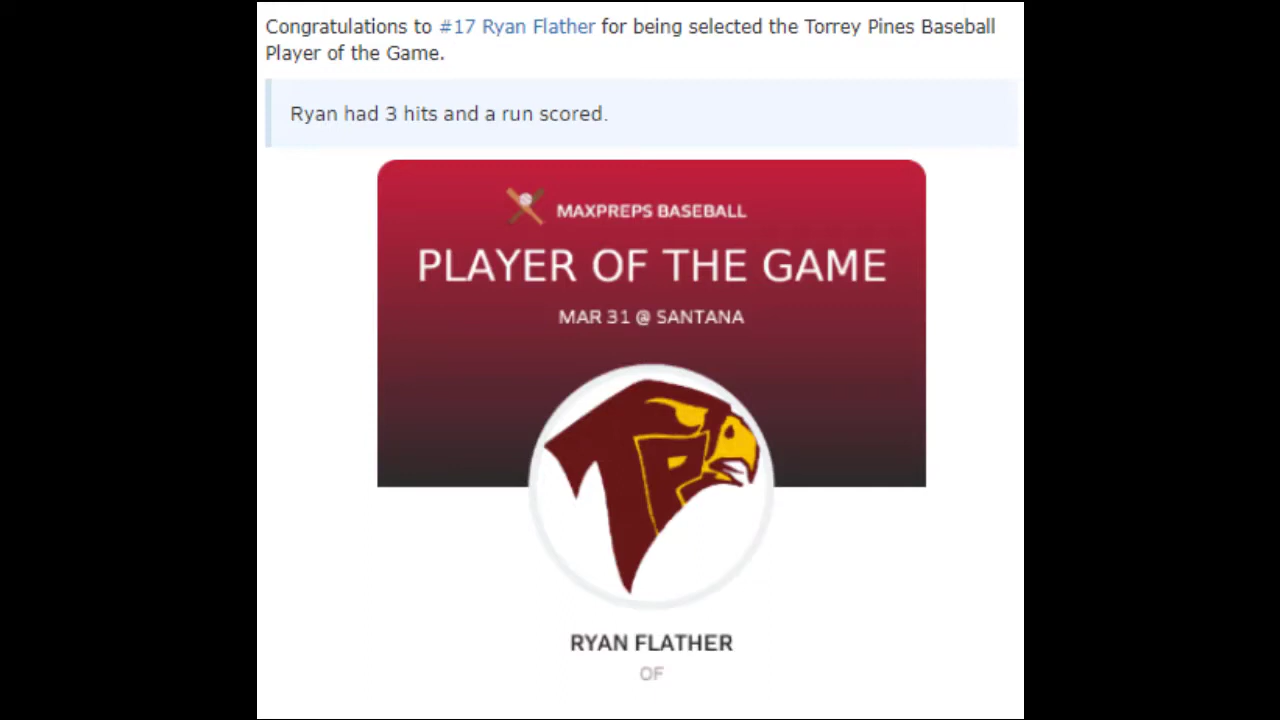 Congratulations to #17 Ryan Flather for being selected the Torrey Pines Baseball
Player of the Game.
Ryan had 3 hits and a run scored.
MAXPREPS BASEBALL
PLAYER OF THE GAME
MAR 31 @ SANTANA
RYAN FLATHER
OF